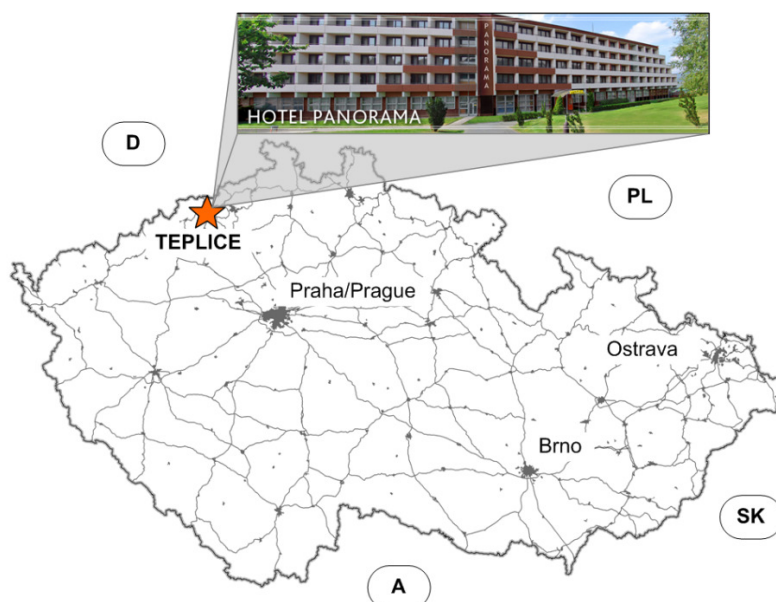 PANORAMA
HOTEL PANORAMA
D
PL
TEPLICE
Praha/Prague
Ostrava
Brno
SK
A